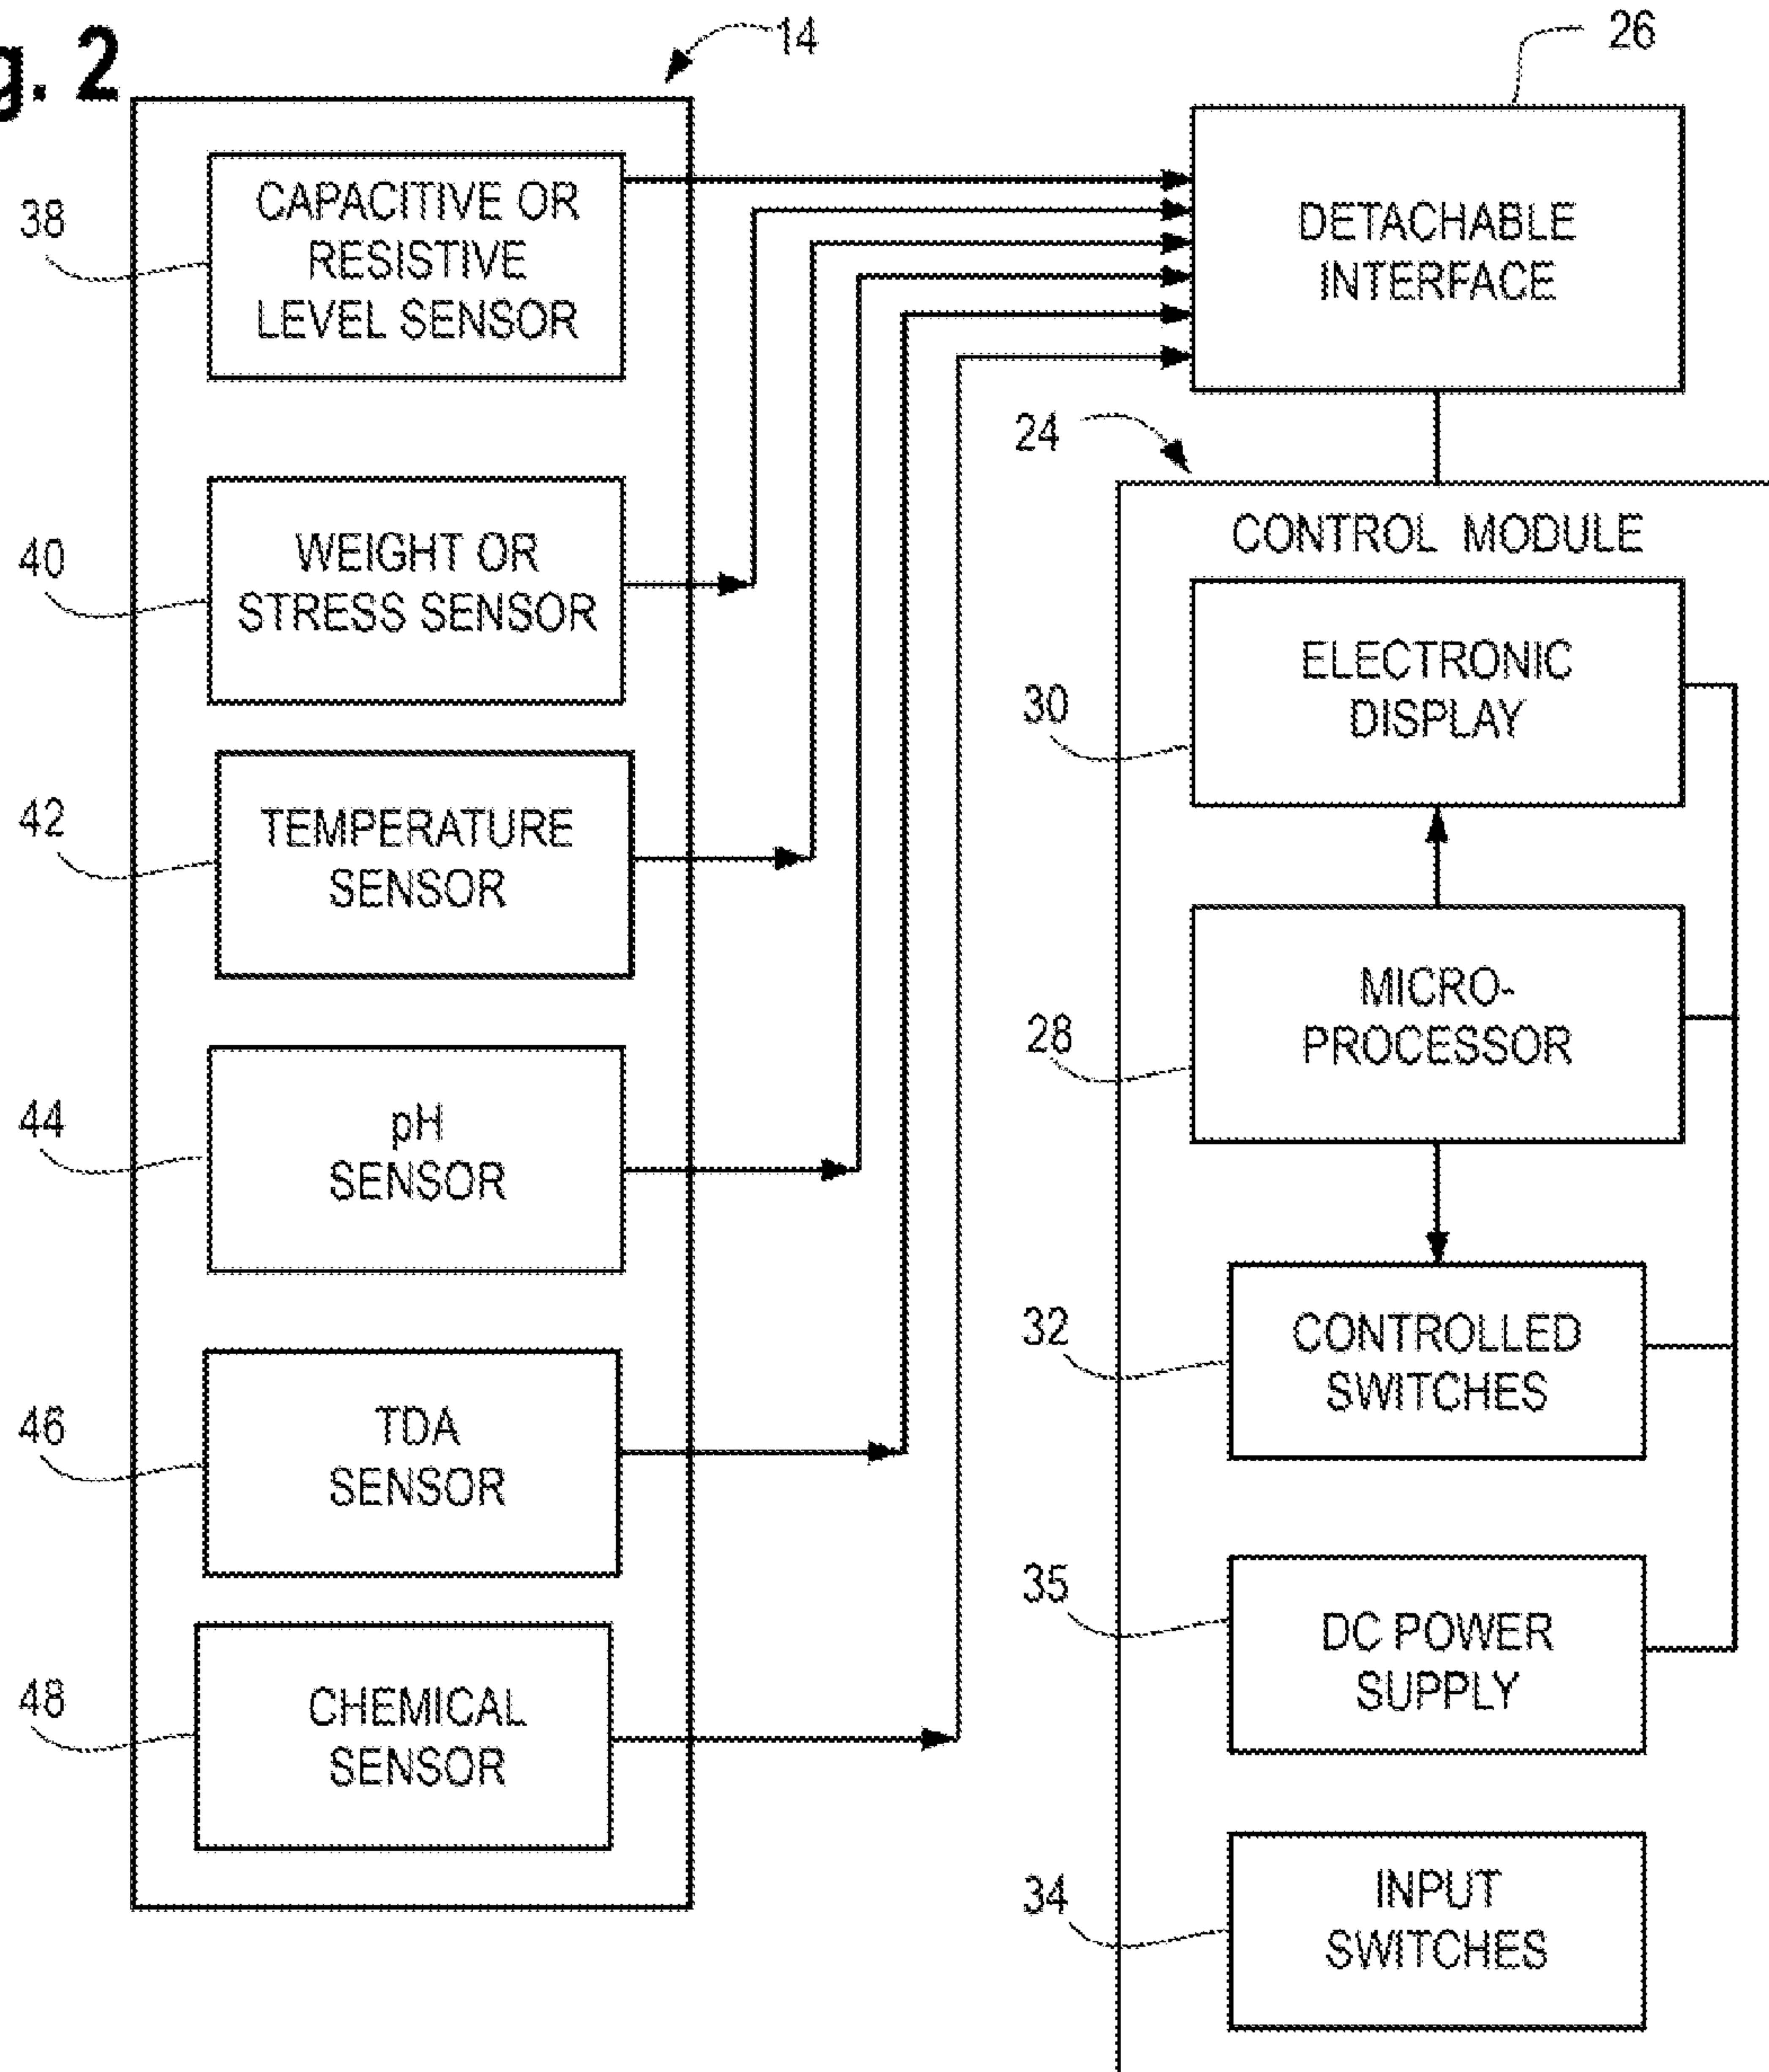 g. 2
14
26
38
CAPACITIVE OR
RESISTIVE
LEVEL SENSOR
DETACHABLE
INTERFACE
24
CONTROL MODULE
40
WEIGHT OR
STRESS SENSOR
30
ELECTRONIC
DISPLAY
42
TEMPERATURE
SENSOR
28
MICRO-
PROCESSOR
44
pH
SENSOR
32
CONTROLLED
SWITCHES
46
TDA
SENSOR
35
DC POWER
SUPPLY
48
CHEMICAL
SENSOR
34
INPUT
SWITCHES